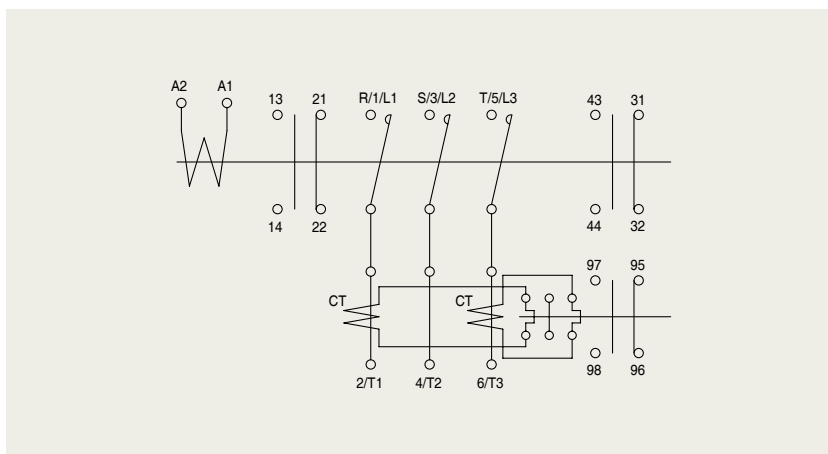 A2 A1
13 21 R/1/L1 S/3/L2 T/5/L3 43 31
14 22 44 32
97 95
CT CT
98 96
2/T1 4/T2 6/T3